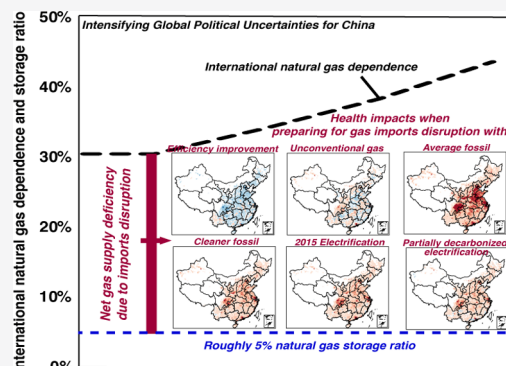 Intensifying Global Political Uncertainties for China
50%
40%
30%
20%
10%
0%
International natural gas dependence and storage ratio
International natural gas dependence
Health impacts when
preparing for gas imports disruption with
Net gas supply deficiency
due to imports disruption
Efficiency improvement
Unconventional gas
Average fossil
Cleaner fossil
2015 Electrification
Partially decarbonized
electrification
Roughly 5% natural gas storage ratio